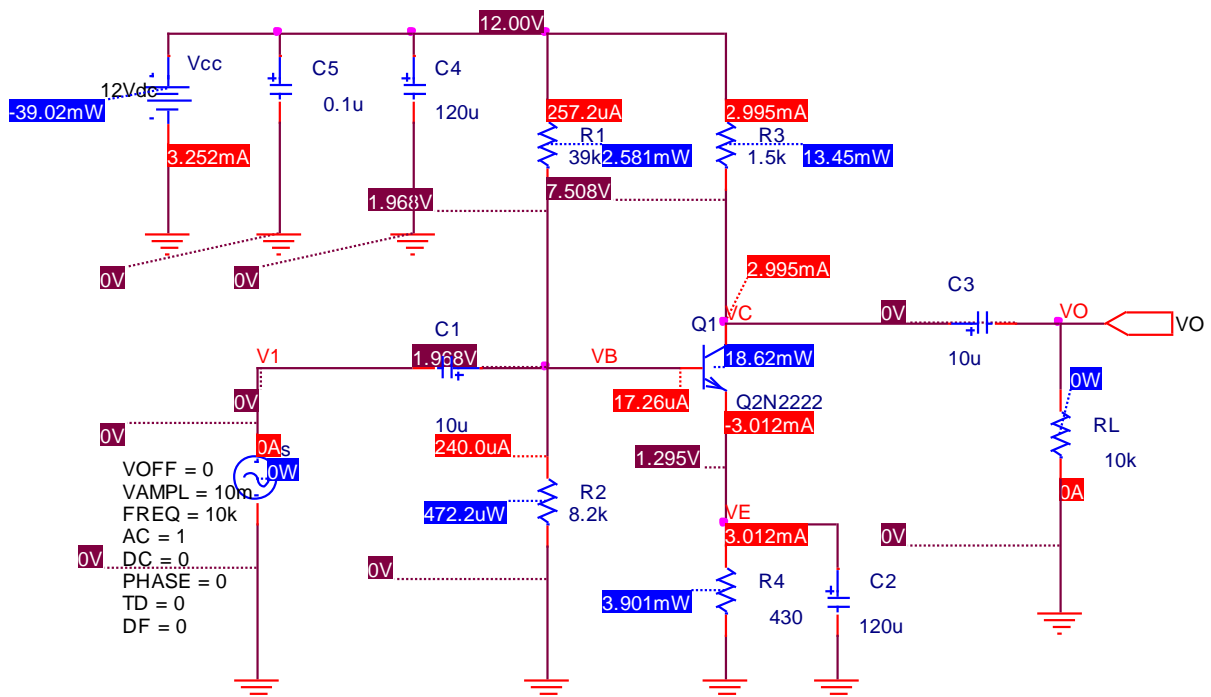 12.00V
Vcc
C5
C4
12Vdc
-39.02mW
0.1u
120u
257.2uA
2.995mA
R1
R3
3.252mA
39k
2.581mW
1.5k
13.45mW
1.968V
7.508V
0V
0V
2.995mA
C3
C1
Q1
VC
0V
VO
VO
V1
1.968V
VB
18.62mW
10u
0V
17.26uA
Q2N2222
0W
0V
10u
-3.012mA
RL
0A
s
240.0uA
1.295V
10k
VOFF = 0
0W
VAMPL = 10m
R2
0A
FREQ = 10k
472.2uW
8.2k
VE
AC = 1
3.012mA
0V
0V
DC = 0
0V
PHASE = 0
R4
C2
TD = 0
3.901mW
430
DF = 0
120u